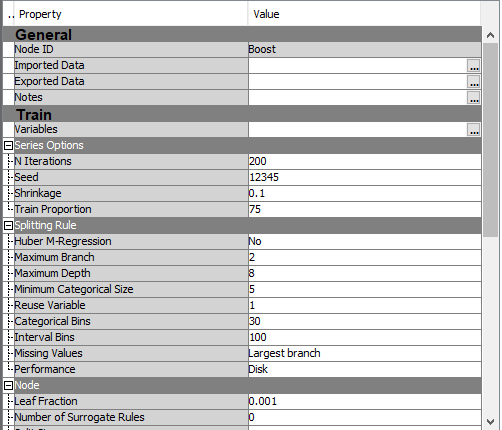 .. Property Value
General
Node ID Boost
Imported Data ...
Exported Data ...
Notes ...
Train
Variables ...
Series Options
N Iterations 200
Seed 12345
Shrinkage 0.1
Train Proportion 75
Splitting Rule
Huber M-Regression No
Maximum Branch 2
Maximum Depth 8
Minimum Categorical Size 5
Reuse Variable 1
Categorical Bins 30
Interval Bins 100
Missing Values Largest branch
Performance Disk
Node
Leaf Fraction 0.001
Number of Surrogate Rules 0